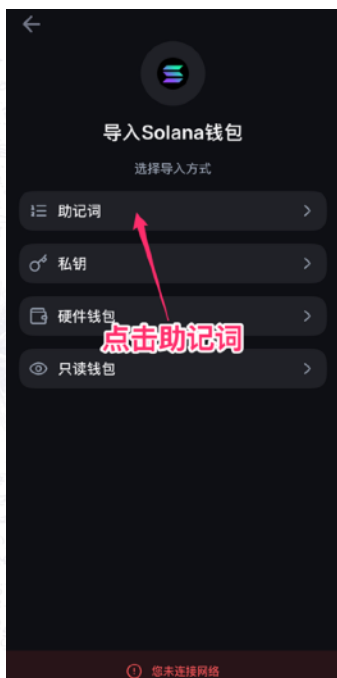 导入Solana钱包
选择导入方式
助记词
私钥
硬件钱包
点击助记词
只读钱包
您未连接网络